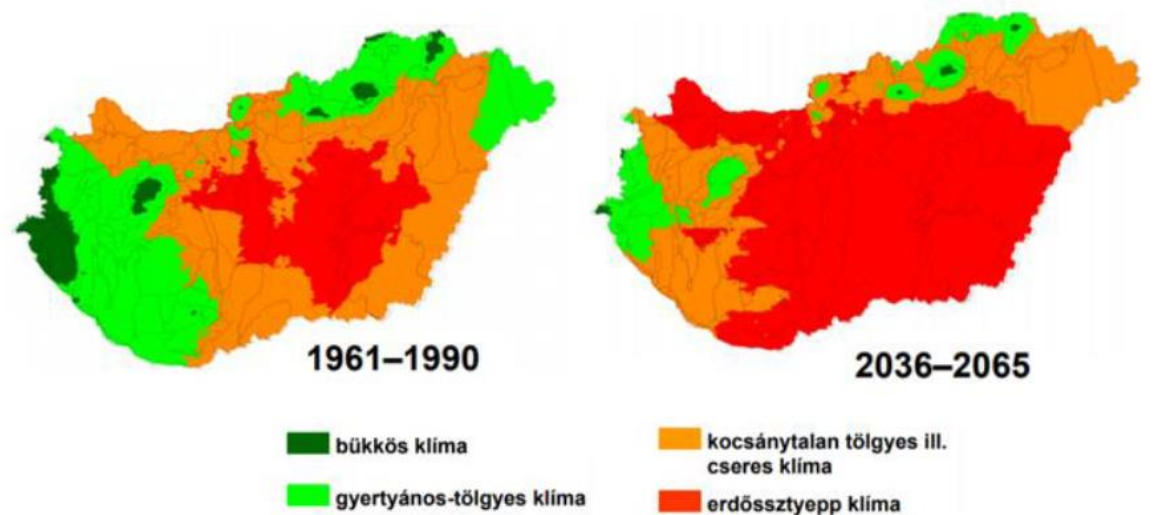 1961–1990
2036–2065
bükkös klíma
gyertyános-tölgyes klíma
kocsánytalan tölgyes ill.
cseres klíma
erdőssztyepp klíma